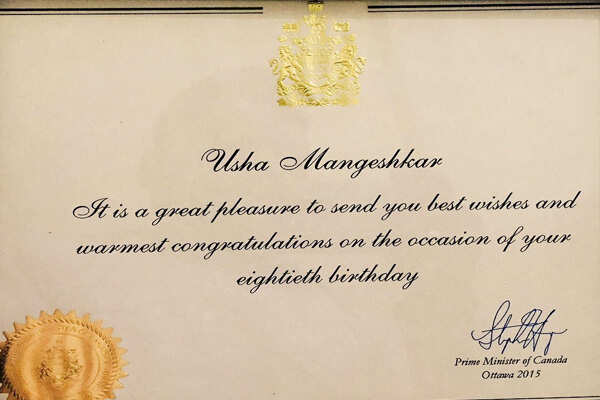 Usha Mangeshkar
It is a great pleasure to send you best wishes and
warmest congratulations on the occasion of your
eightieth birthday
Prime Minister of Canada
Ottawa 2015